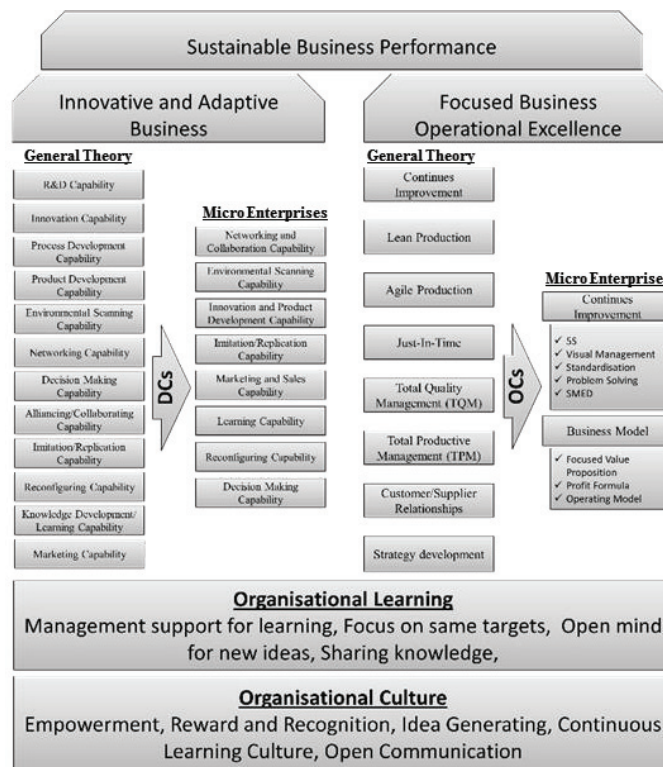 Sustainable Business Performance
Innovative and Adaptive
Business
General Theory
R&D Capability
Innovation Capability
Process Development
Capability
Product Development
Capability
Environmental Scanning
Capability
Networking Capability
Decision Making
Capability
Alliancing/Collaborating
Capability
Imitation/Replication
Capability
Reconfiguring Capability
Knowledge Development/
Learning Capability
Marketing Capability
DCs
Micro Enterprises
Networking and
Collaboration Capability
Environmental Scanning
Capability
Innovation and Product
Development Capability
Imitation/Replication
Capability
Marketing and Sales
Capability
Learning Capability
Reconfiguring Capability
Decision Making
Capability
Focused Business
Operational Excellence
General Theory
Continues
Improvement
Lean Production
Agile Production
Just-In-Time
Total Quality
Management (TQM)
Total Productive
Management (TPM)
Customer/Supplier
Relationships
Strategy development
OCs
Micro Enterprise
Continues
Improvement
✓ 5S
✓ Visual Management
✓ Standardisation
✓ Problem Solving
✓ SMED
Business Model
✓ Focused Value
Proposition
✓ Profit Formula
✓ Operating Model
Organisational Learning
Management support for learning, Focus on same targets, Open mind
for new ideas, Sharing knowledge,
Organisational Culture
Empowerment, Reward and Recognition, Idea Generating, Continuous
Learning Culture, Open Communication